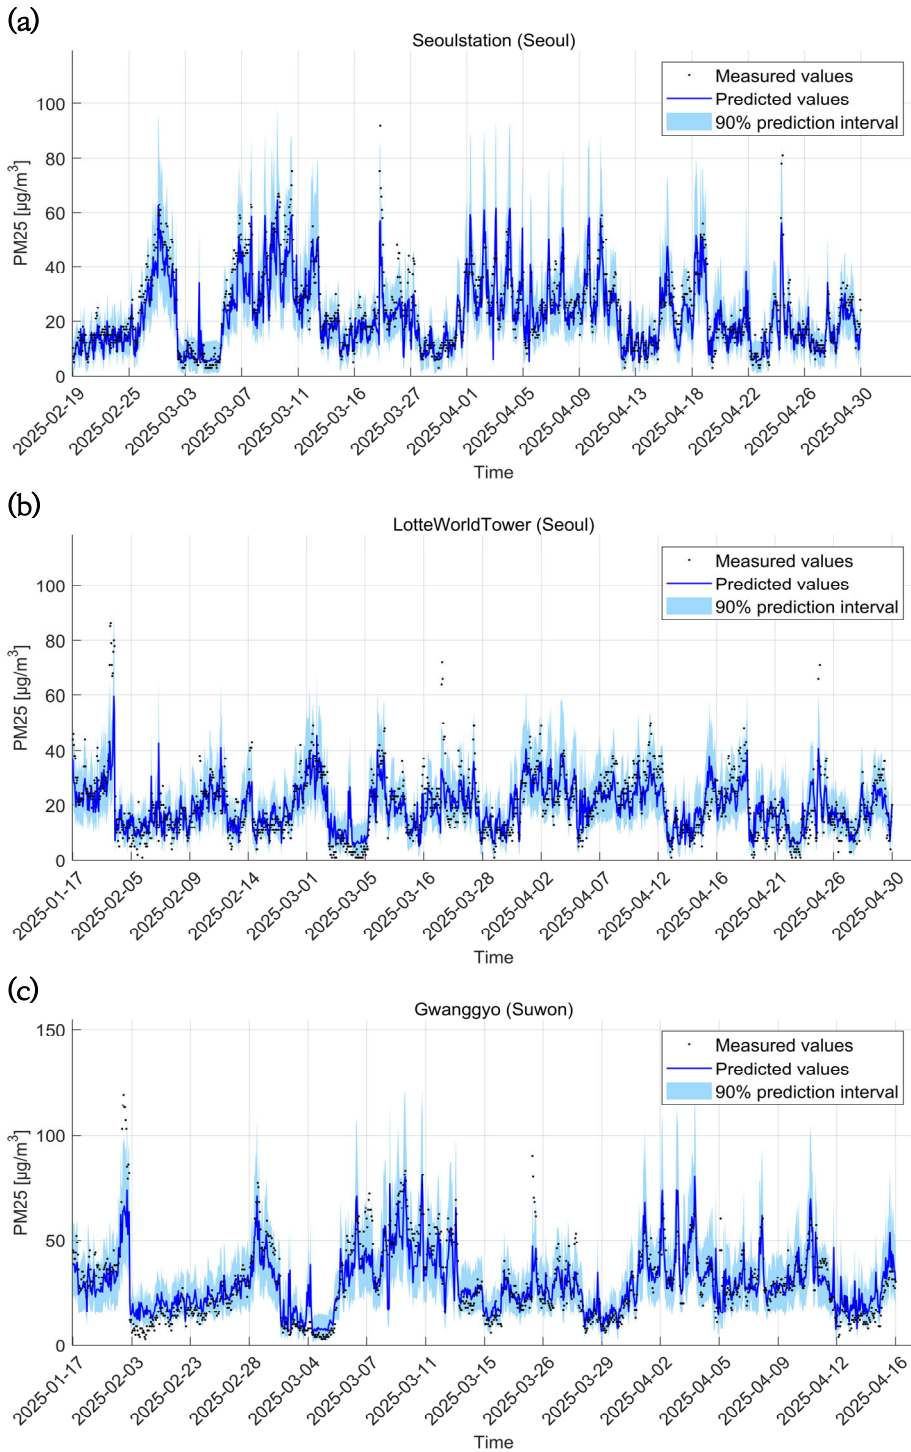 (a)
Seoulstation (Seoul)
Measured values
Predicted values
90% prediction interval
PM25 [µg/m³]
100
80
60
40
20
0
2025-02-19
2025-02-25
2025-03-03
2025-03-07
2025-03-11
2025-03-16
2025-03-27
2025-04-01
2025-04-05
2025-04-09
2025-04-13
2025-04-18
2025-04-22
2025-04-26
2025-04-30
Time
(b)
LotteWorldTower (Seoul)
Measured values
Predicted values
90% prediction interval
PM25 [µg/m³]
100
80
60
40
20
0
2025-01-17
2025-02-05
2025-02-09
2025-02-14
2025-03-01
2025-03-05
2025-03-16
2025-03-28
2025-04-02
2025-04-07
2025-04-12
2025-04-16
2025-04-21
2025-04-26
2025-04-30
Time
(c)
Gwanggyo (Suwon)
Measured values
Predicted values
90% prediction interval
PM25 [µg/m³]
150
100
50
0
2025-01-17
2025-02-03
2025-02-23
2025-02-28
2025-03-04
2025-03-07
2025-03-11
2025-03-15
2025-03-26
2025-03-29
2025-04-02
2025-04-05
2025-04-09
2025-04-12
2025-04-16
Time